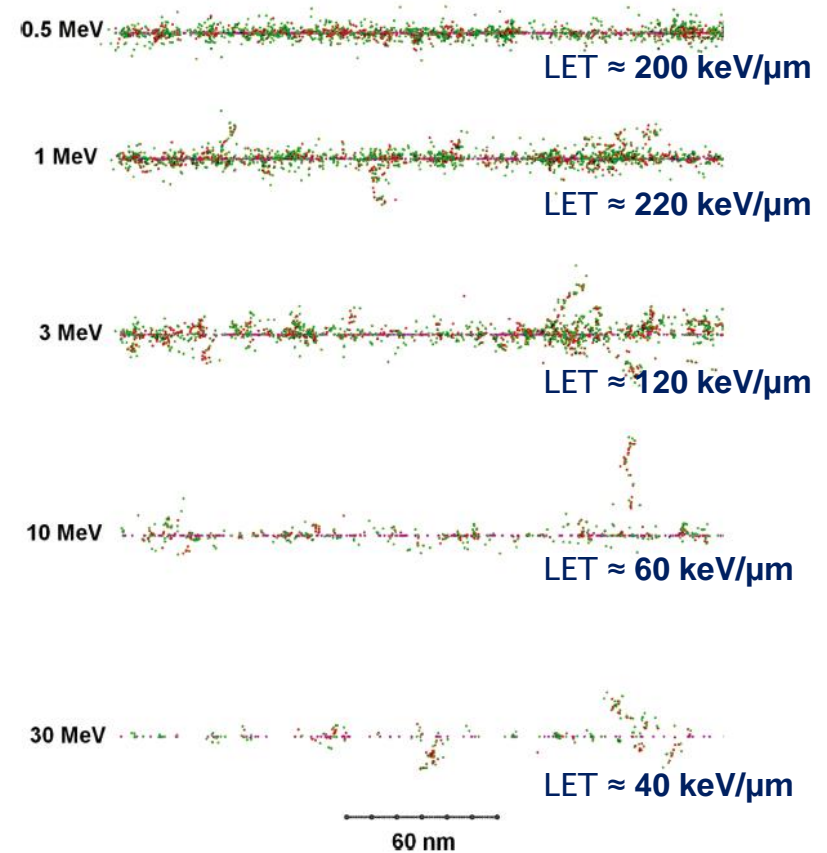 0.5 MeV
LET ≈ 200 keV/µm
1 MeV
LET ≈ 220 keV/µm
3 MeV
LET ≈ 120 keV/µm
10 MeV
LET ≈ 60 keV/µm
30 MeV
LET ≈ 40 keV/µm
60 nm